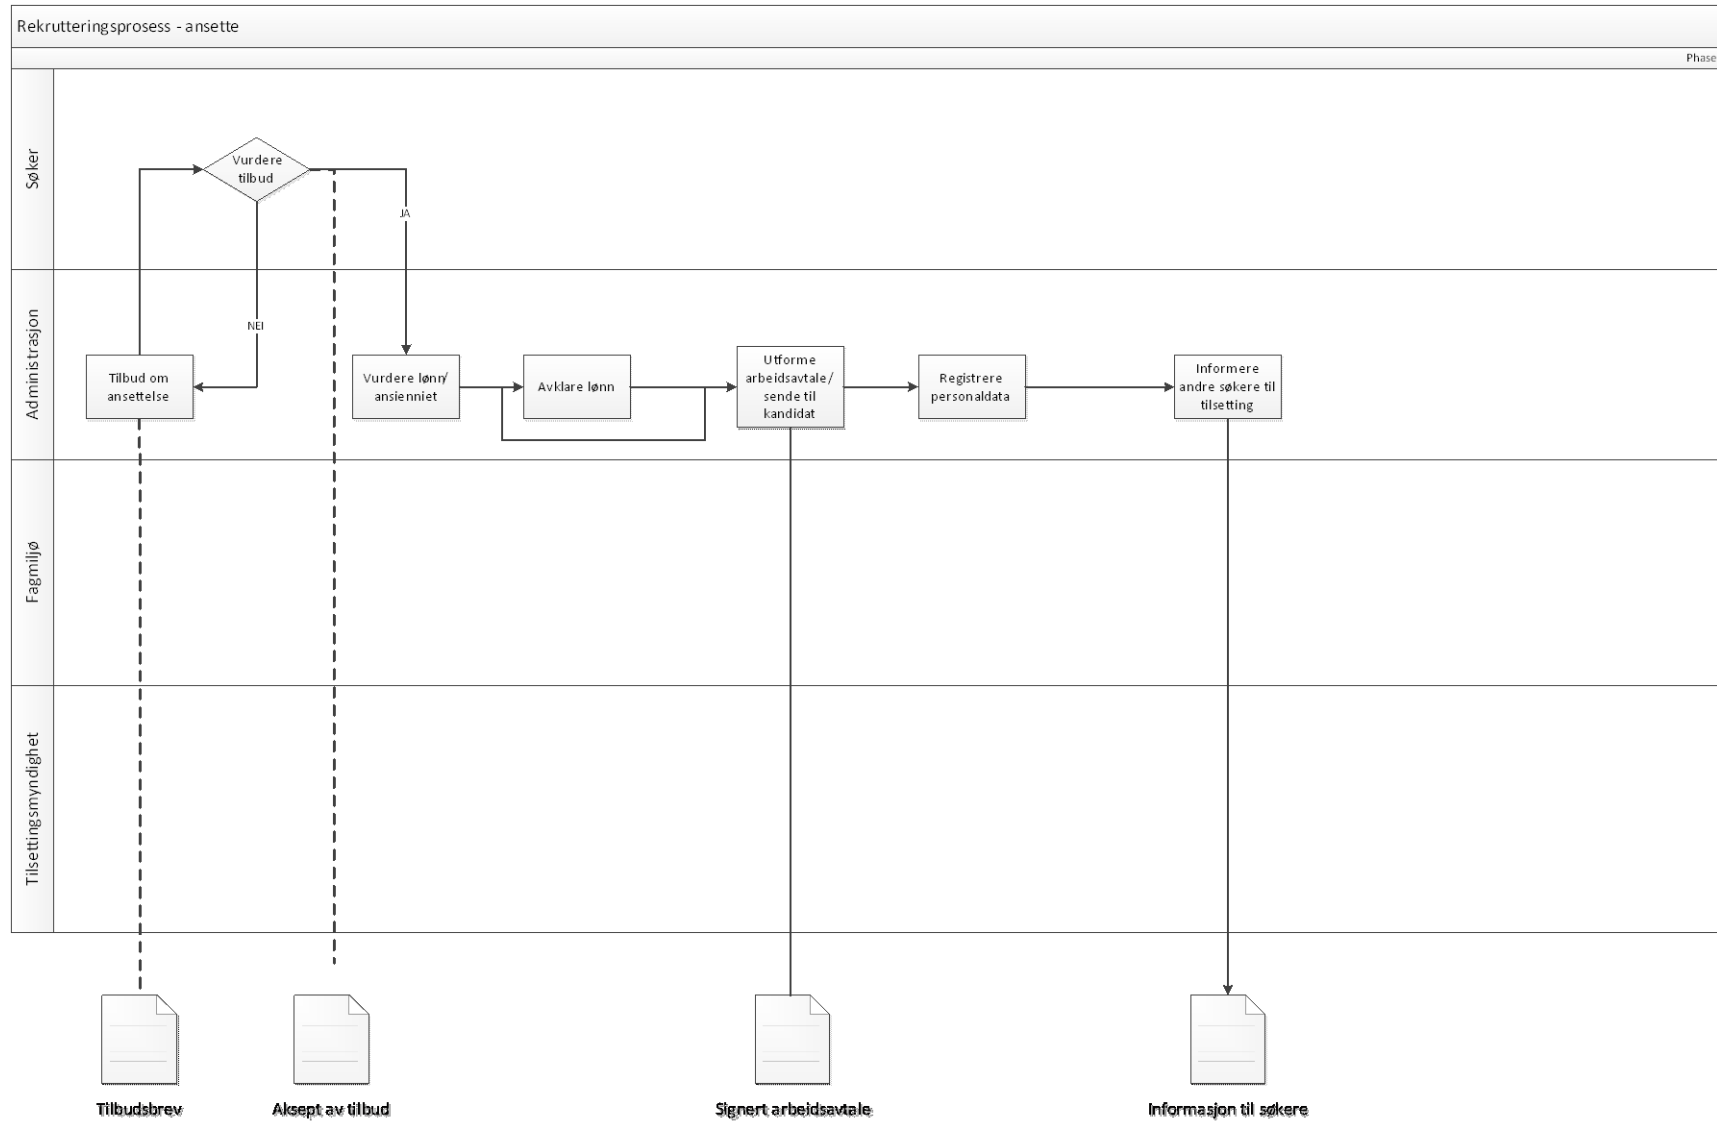 Rekrutteringsprosess - ansette
Phase
Søker
Vurdere
tilbud
JA
Administrasjon
NEI
Tilbud om
ansettelse
Vurdere lønn/
ansienniet
Avklare lønn
Utforme
arbeidsavtale/
sende til
kandidat
Registrere
personaldata
Informere
andre søkere til
tilsetting
Fagmiljø
Tilsettingsmyndighet
Tilbudsbrev
Aksept av tilbud
Signert arbeidsavtale
Informasjon til søkere